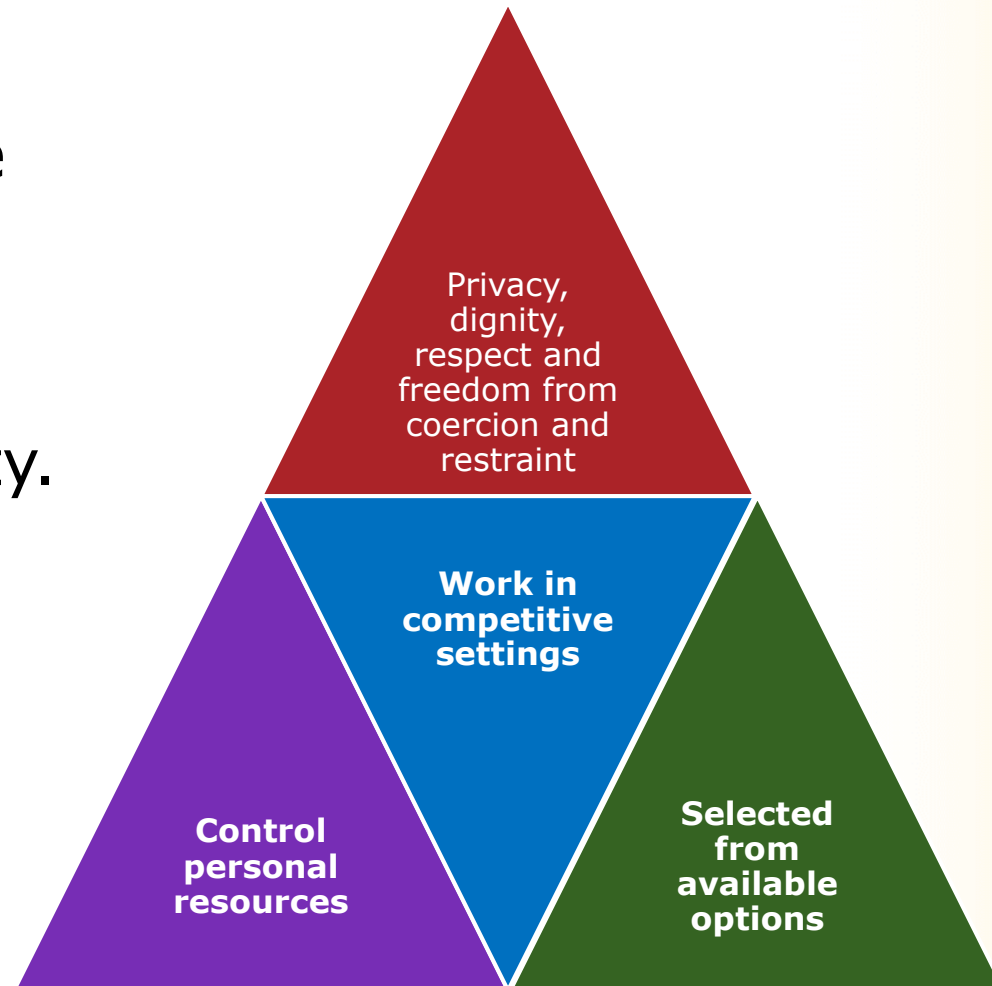 Privacy,
dignity,
respect and
freedom from
coercion and
restraint
Work in
competitive
settings
Control
personal
resources
Selected
from
available
options